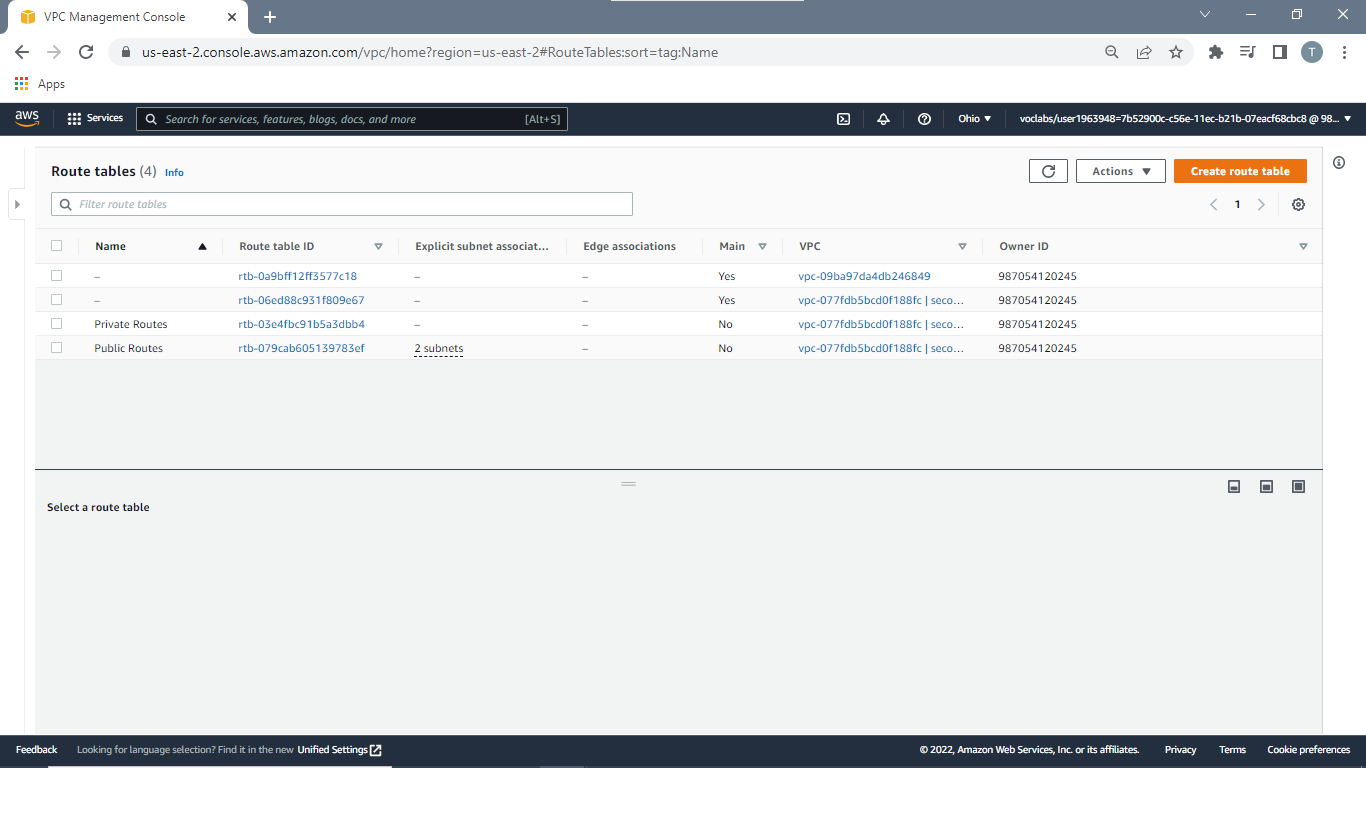 VPC Management Console
us-east-2.console.aws.amazon.com/vpc/home?region=us-east-2#RouteTables:sort=tag:Name
T
Apps
aws Services Search for services, features, blogs, docs, and more [Alt+S] Ohio voclabs/user1963948=7b52900c-c56e-11ec-b21b-07eacf68cbc8 @ 98...
Route tables (4) Info Actions Create route table
Filter route tables 1
Name Route table ID Explicit subnet associat... Edge associations Main VPC Owner ID
– rtb-0a9bff12ff3577c18 – – Yes vpc-09ba97da4db246849 987054120245
– rtb-06ed88c931f809e67 – – Yes vpc-077fdb5bcd0f188fc | seco... 987054120245
Private Routes rtb-03e4fbc91b5a3dbb4 – – No vpc-077fdb5bcd0f188fc | seco... 987054120245
Public Routes rtb-079cab605139783ef 2 subnets – No vpc-077fdb5bcd0f188fc | seco... 987054120245
Select a route table
Feedback Looking for language selection? Find it in the new Unified Settings © 2022, Amazon Web Services, Inc. or its affiliates. Privacy Terms Cookie preferences